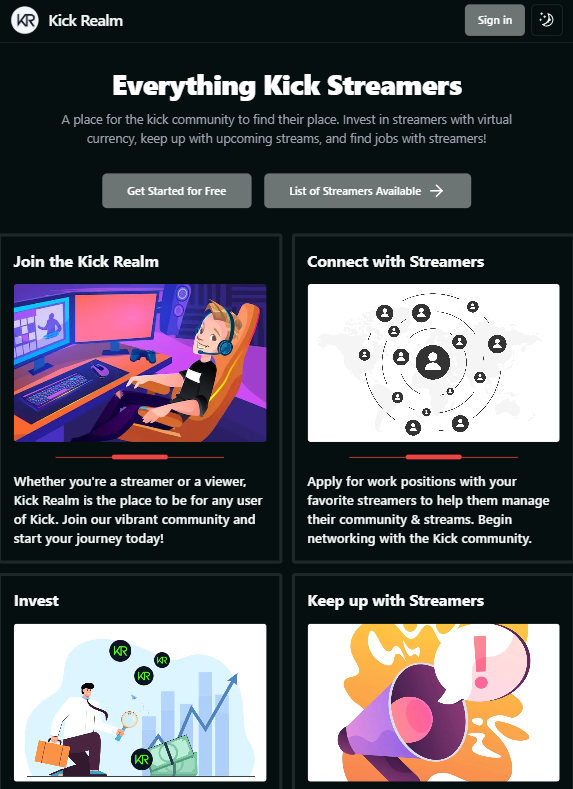 KR Kick Realm
Sign in
Everything Kick Streamers
A place for the kick community to find their place. Invest in streamers with virtual
currency, keep up with upcoming streams, and find jobs with streamers!
Get Started for Free
List of Streamers Available →
Join the Kick Realm
Whether you're a streamer or a viewer,
Kick Realm is the place to be for any user
of Kick. Join our vibrant community and
start your journey today!
Connect with Streamers
Apply for work positions with your
favorite streamers to help them manage
their community & streams. Begin
networking with the Kick community.
Invest
KR
KR
KR
KR
Keep up with Streamers
!